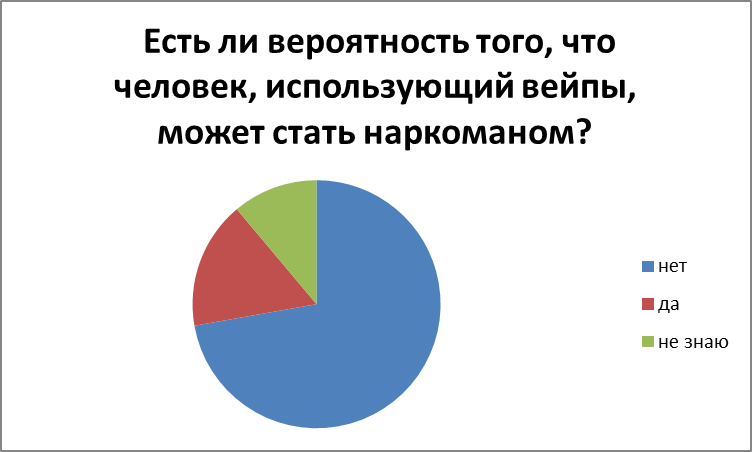 Есть ли вероятность того, что
человек, использующий вейпы,
может стать наркоманом?
нет
да
не знаю